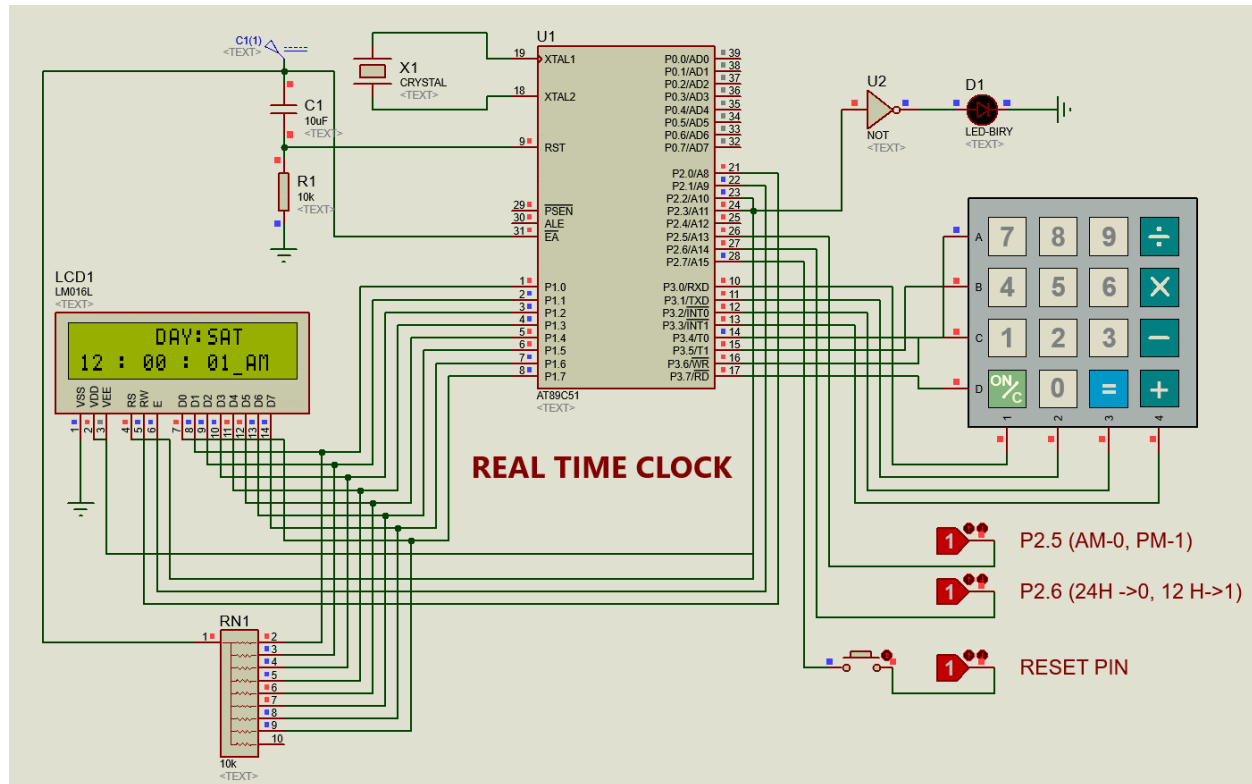 C1(1)
<TEXT>
C1
10uF
<TEXT>
R1
10k
<TEXT>
X1
CRYSTAL
<TEXT>
U1
19 XTAL1
18 XTAL2
9 RST
29 PSEN
30 ALE
31 EA
1 P1.0
2 P1.1
3 P1.2
4 P1.3
5 P1.4
6 P1.5
7 P1.6
8 P1.7
P0.0/AD0 39
P0.1/AD1 38
P0.2/AD2 37
P0.3/AD3 36
P0.4/AD4 35
P0.5/AD5 34
P0.6/AD6 33
P0.7/AD7 32
P2.0/A8 21
P2.1/A9 22
P2.2/A10 23
P2.3/A11 24
P2.4/A12 25
P2.5/A13 26
P2.6/A14 27
P2.7/A15 28
P3.0/RXD 10
P3.1/TXD 11
P3.2/INT0 12
P3.3/INT1 13
P3.4/T0 14
P3.5/T1 15
P3.6/WR 16
P3.7/RD 17
AT89C51
<TEXT>
U2
NOT
<TEXT>
D1
LED-BIRY
<TEXT>
A 7 8 9 ÷
B 4 5 6 ×
C 1 2 3 −
D ON/C 0 = +
1 2 3 4
LCD1
LM016L
<TEXT>
DAY:SAT
12 : 00 : 01_AM
VSS VDD VEE RS RW E D0 D1 D2 D3 D4 D5 D6 D7
1 2 3 4 5 6 7 8 9 10 11 12 13 14
REAL TIME CLOCK
1 P2.5 (AM-0, PM-1)
1 P2.6 (24H ->0, 12 H->1)
1 RESET PIN
RN1
1 2
3
4
5
6
7
8
9
10
10k
<TEXT>